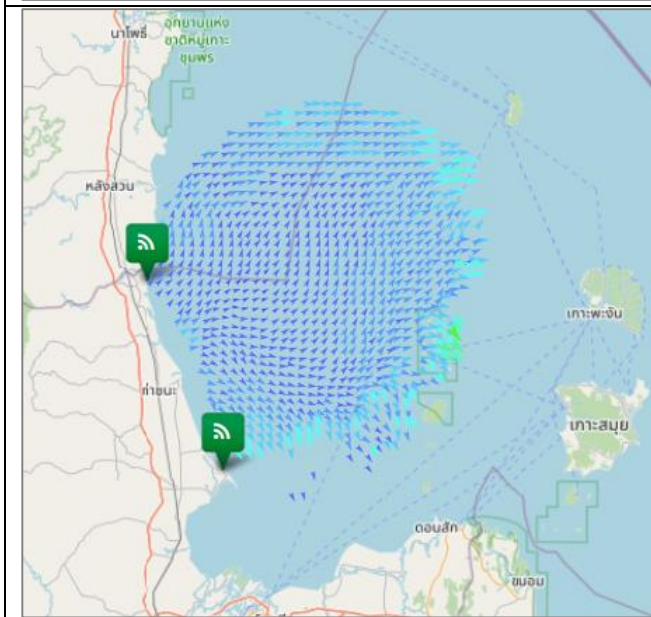 อุทยานแห่ง
ชาติหมู่เกาะ
ชุมพร
นาโพธิ์
หลังสวน
เกาะพะงัน
ท่าชนะ
เกาะสมุย
ดอนสัก
ขนอม